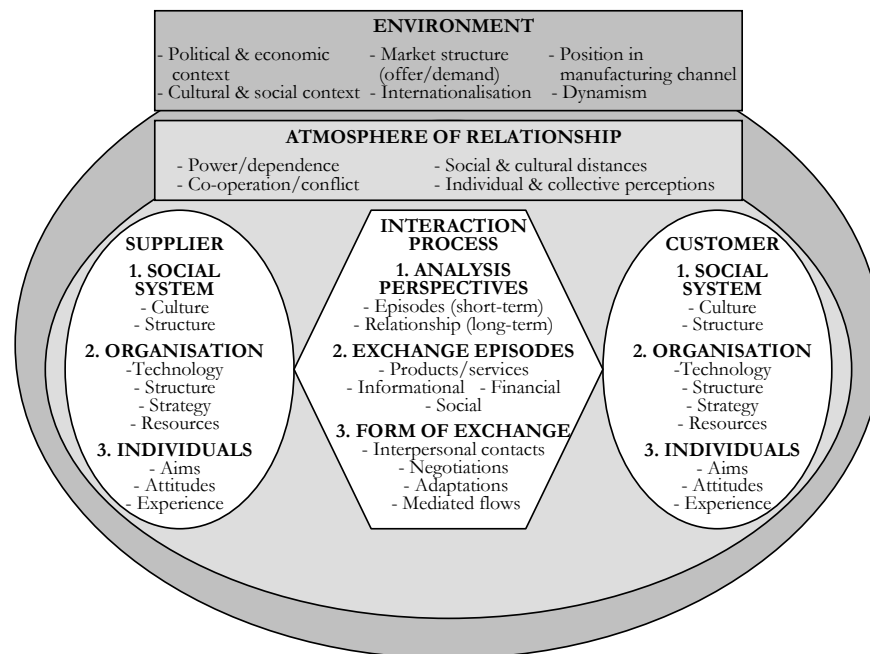 ENVIRONMENT
- Political & economic
context
- Cultural & social context
- Market structure
(offer/demand)
- Internationalisation
- Position in
manufacturing channel
- Dynamism
ATMOSPHERE OF RELATIONSHIP
- Power/dependence
- Co-operation/conflict
- Social & cultural distances
- Individual & collective perceptions
SUPPLIER
1. SOCIAL
SYSTEM
- Culture
- Structure
2. ORGANISATION
-Technology
- Structure
- Strategy
- Resources
3. INDIVIDUALS
- Aims
- Attitudes
- Experience
INTERACTION
PROCESS
1. ANALYSIS
PERSPECTIVES
- Episodes (short-term)
- Relationship (long-term)
2. EXCHANGE EPISODES
- Products/services
- Informational - Financial
- Social
3. FORM OF EXCHANGE
- Interpersonal contacts
- Negotiations
- Adaptations
- Mediated flows
CUSTOMER
1. SOCIAL
SYSTEM
- Culture
- Structure
2. ORGANISATION
-Technology
- Structure
- Strategy
- Resources
3. INDIVIDUALS
- Aims
- Attitudes
- Experience